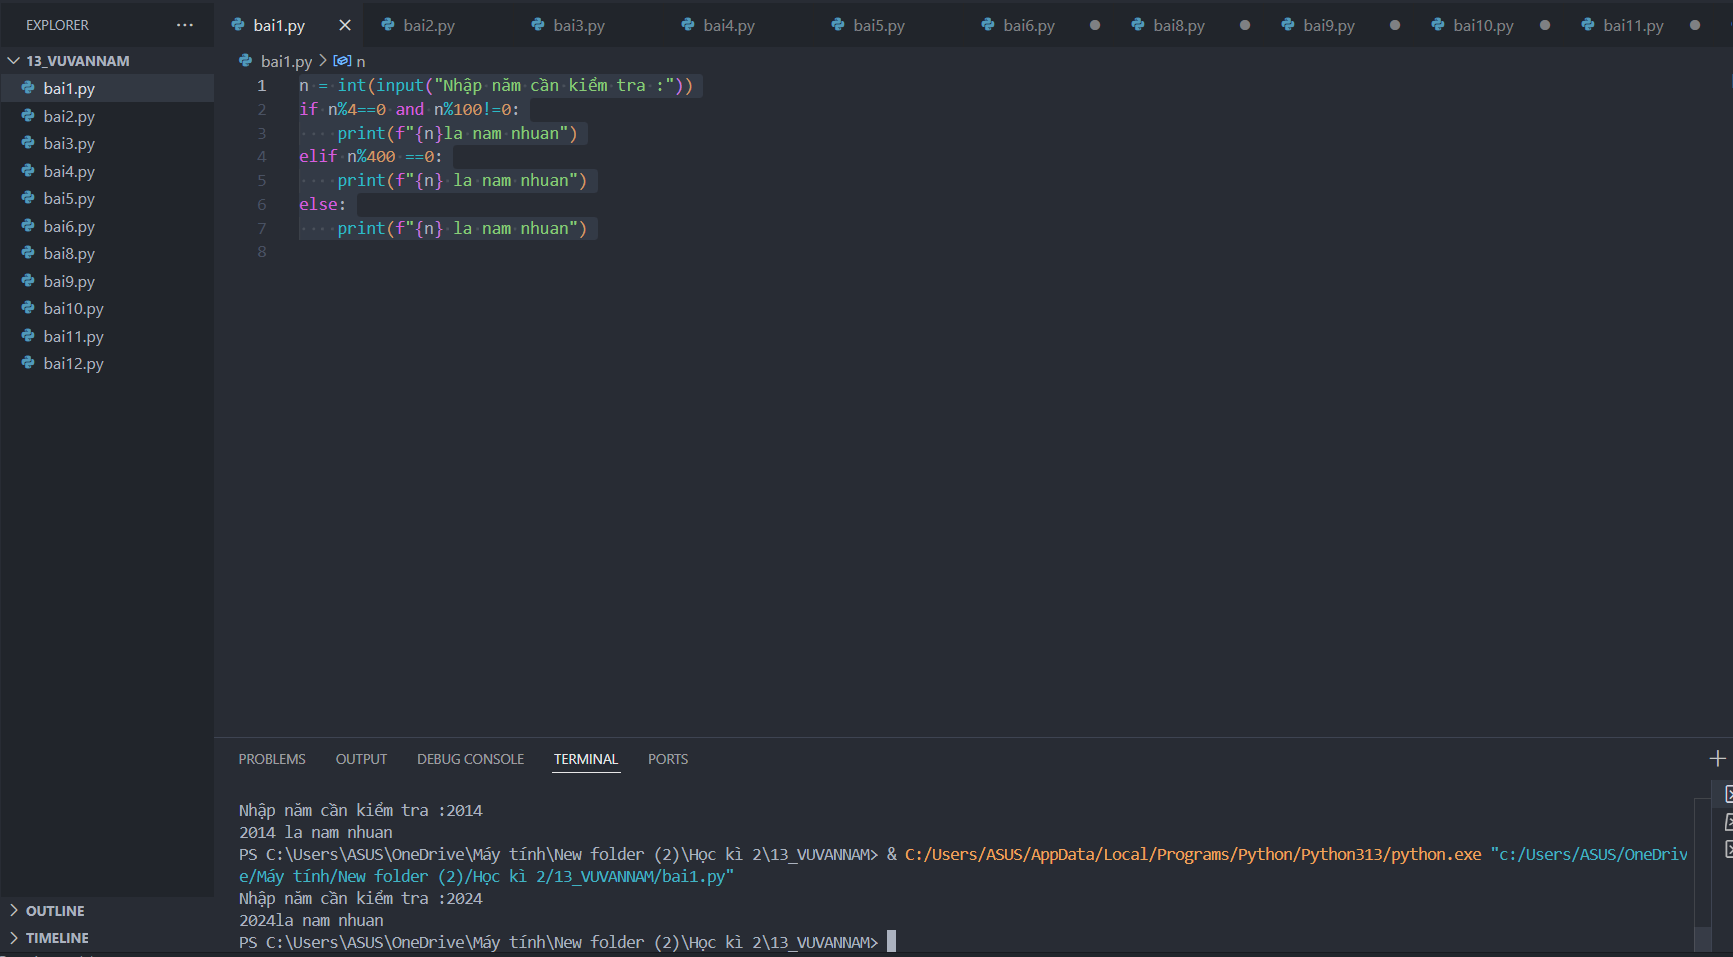 EXPLORER
13_VUVANNAM
bai1.py
bai2.py
bai3.py
bai4.py
bai5.py
bai6.py
bai8.py
bai9.py
bai10.py
bai11.py
bai12.py
OUTLINE
TIMELINE
bai1.py bai2.py bai3.py bai4.py bai5.py bai6.py bai8.py bai9.py bai10.py bai11.py
bai1.py > n
1 n = int(input("Nhập năm cần kiểm tra :"))
2 if n%4==0 and n%100!=0:
3     print(f"{n}la nam nhuan")
4 elif n%400 ==0:
5     print(f"{n} la nam nhuan")
6 else:
7     print(f"{n} la nam nhuan")
8
PROBLEMS OUTPUT DEBUG CONSOLE TERMINAL PORTS
Nhập năm cần kiểm tra :2014
2014 la nam nhuan
PS C:\Users\ASUS\OneDrive\Máy tính\New folder (2)\Học kì 2\13_VUVANNAM> & C:/Users/ASUS/AppData/Local/Programs/Python/Python313/python.exe "c:/Users/ASUS/OneDriv
e/Máy tính/New folder (2)/Học kì 2/13_VUVANNAM/bai1.py"
Nhập năm cần kiểm tra :2024
2024la nam nhuan
PS C:\Users\ASUS\OneDrive\Máy tính\New folder (2)\Học kì 2\13_VUVANNAM>